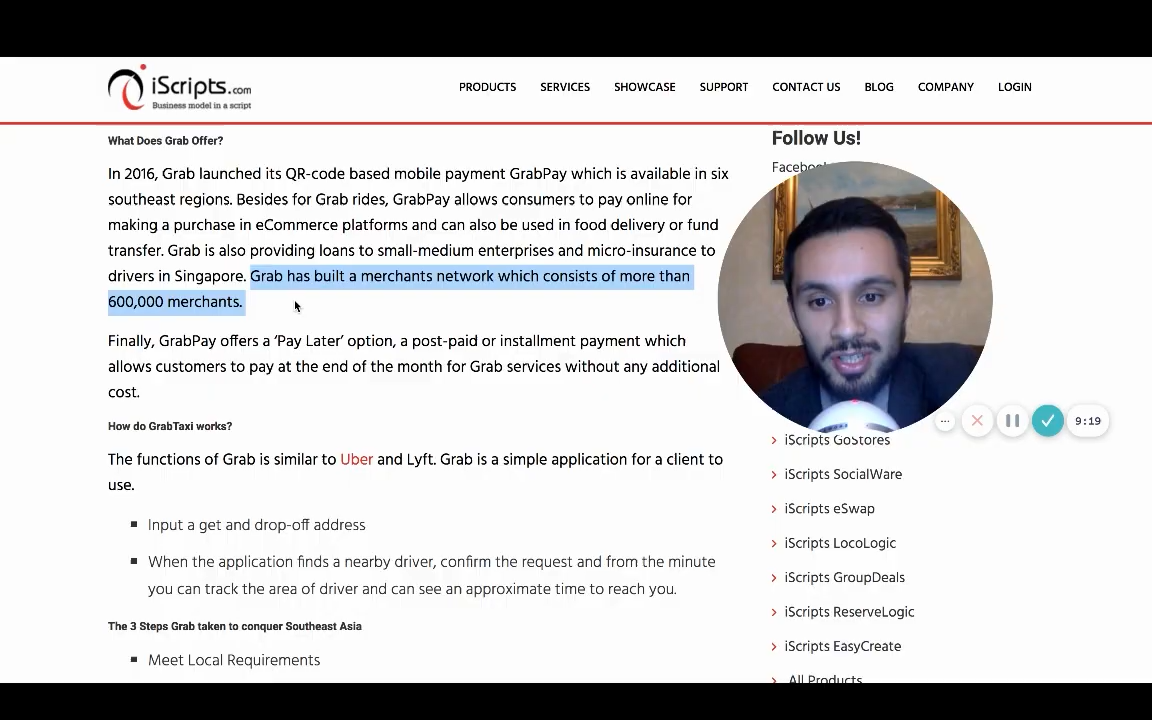 iScripts.com
Business model in a script
PRODUCTS SERVICES SHOWCASE SUPPORT CONTACT US BLOG COMPANY LOGIN
What Does Grab Offer?
In 2016, Grab launched its QR-code based mobile payment GrabPay which is available in six
southeast regions. Besides for Grab rides, GrabPay allows consumers to pay online for
making a purchase in eCommerce platforms and can also be used in food delivery or fund
transfer. Grab is also providing loans to small-medium enterprises and micro-insurance to
drivers in Singapore. Grab has built a merchants network which consists of more than
600,000 merchants.
Finally, GrabPay offers a ‘Pay Later’ option, a post-paid or installment payment which
allows customers to pay at the end of the month for Grab services without any additional
cost.
How do GrabTaxi works?
The functions of Grab is similar to Uber and Lyft. Grab is a simple application for a client to
use.
Input a get and drop-off address
When the application finds a nearby driver, confirm the request and from the minute
you can track the area of driver and can see an approximate time to reach you.
The 3 Steps Grab taken to conquer Southeast Asia
Meet Local Requirements
Follow Us!
Facebook
9:19
iScripts GoStores
iScripts SocialWare
iScripts eSwap
iScripts LocoLogic
iScripts GroupDeals
iScripts ReserveLogic
iScripts EasyCreate
All Products